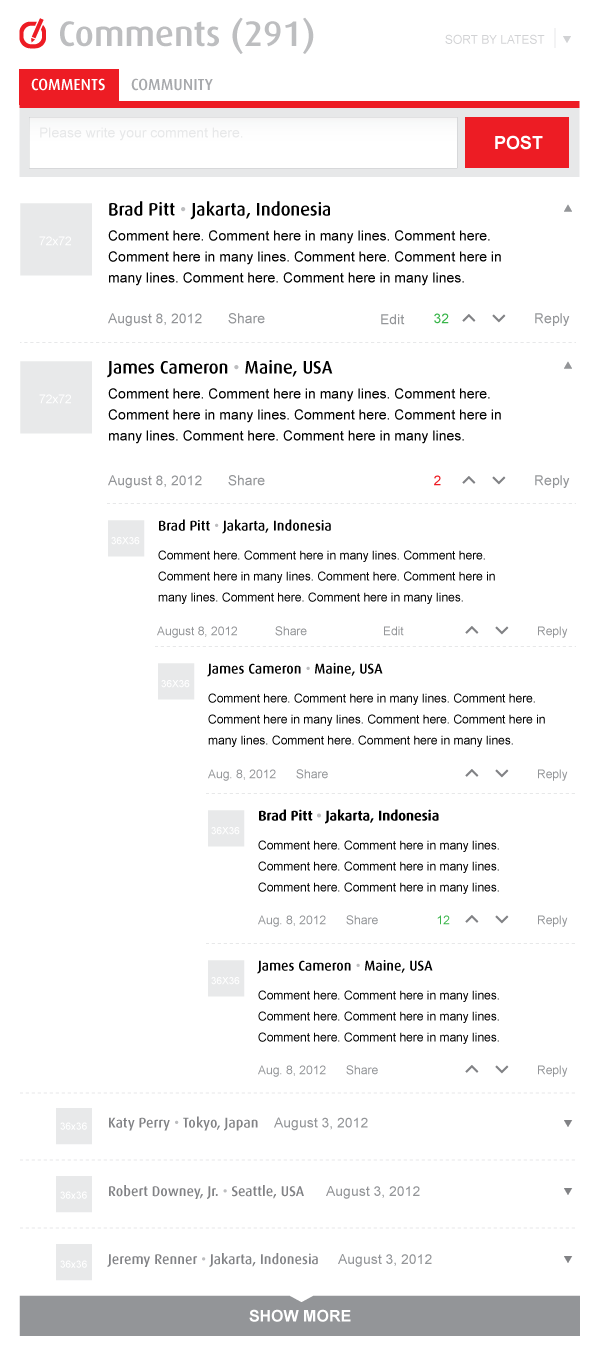 Comments (291)
SORT BY LATEST
COMMENTS COMMUNITY
Please write your comment here.
POST
72x72
Brad Pitt • Jakarta, Indonesia
Comment here. Comment here in many lines. Comment here.
Comment here in many lines. Comment here. Comment here in
many lines. Comment here. Comment here in many lines.
August 8, 2012 Share Edit 32 Reply
72x72
James Cameron • Maine, USA
Comment here. Comment here in many lines. Comment here.
Comment here in many lines. Comment here. Comment here in
many lines. Comment here. Comment here in many lines.
August 8, 2012 Share 2 Reply
36X36
Brad Pitt • Jakarta, Indonesia
Comment here. Comment here in many lines. Comment here.
Comment here in many lines. Comment here. Comment here in
many lines. Comment here. Comment here in many lines.
August 8, 2012 Share Edit Reply
36X36
James Cameron • Maine, USA
Comment here. Comment here in many lines. Comment here.
Comment here in many lines. Comment here. Comment here in
many lines. Comment here. Comment here in many lines.
Aug. 8, 2012 Share Reply
36X36
Brad Pitt • Jakarta, Indonesia
Comment here. Comment here in many lines.
Comment here. Comment here in many lines.
Comment here. Comment here in many lines.
Aug. 8, 2012 Share 12 Reply
36X36
James Cameron • Maine, USA
Comment here. Comment here in many lines.
Comment here. Comment here in many lines.
Comment here. Comment here in many lines.
Aug. 8, 2012 Share Reply
36x36
Katy Perry • Tokyo, Japan August 3, 2012
36x36
Robert Downey, Jr. • Seattle, USA August 3, 2012
36x36
Jeremy Renner • Jakarta, Indonesia August 3, 2012
SHOW MORE